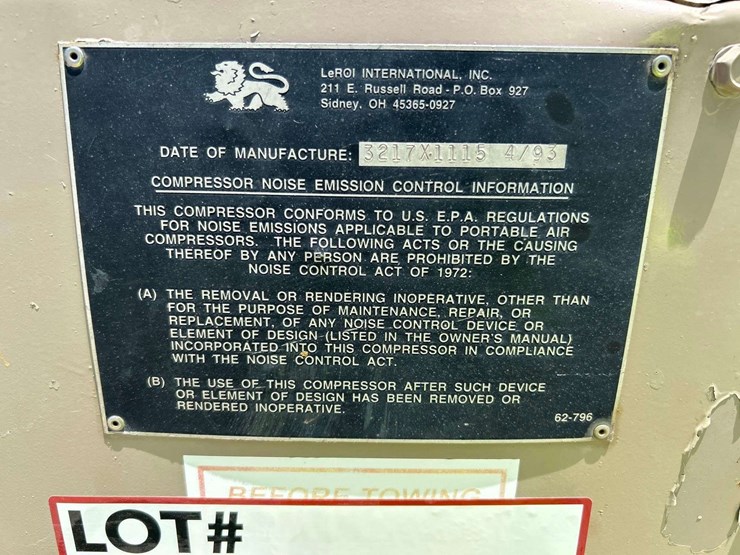 LeROI INTERNATIONAL, INC.
211 E. Russell Road - P.O. Box 927
Sidney, OH 45365-0927
DATE OF MANUFACTURE: 3217X1115 4/93
COMPRESSOR NOISE EMISSION CONTROL INFORMATION
THIS COMPRESSOR CONFORMS TO U.S. E.P.A. REGULATIONS
FOR NOISE EMISSIONS APPLICABLE TO PORTABLE AIR
COMPRESSORS. THE FOLLOWING ACTS OR THE CAUSING
THEREOF BY ANY PERSON ARE PROHIBITED BY THE
NOISE CONTROL ACT OF 1972:
(A) THE REMOVAL OR RENDERING INOPERATIVE, OTHER THAN
FOR THE PURPOSE OF MAINTENANCE, REPAIR, OR
REPLACEMENT, OF ANY NOISE CONTROL DEVICE OR
ELEMENT OF DESIGN (LISTED IN THE OWNER'S MANUAL)
INCORPORATED INTO THIS COMPRESSOR IN COMPLIANCE
WITH THE NOISE CONTROL ACT.
(B) THE USE OF THIS COMPRESSOR AFTER SUCH DEVICE
OR ELEMENT OF DESIGN HAS BEEN REMOVED OR
RENDERED INOPERATIVE.
62-796
BEFORE TOWING
LOT#